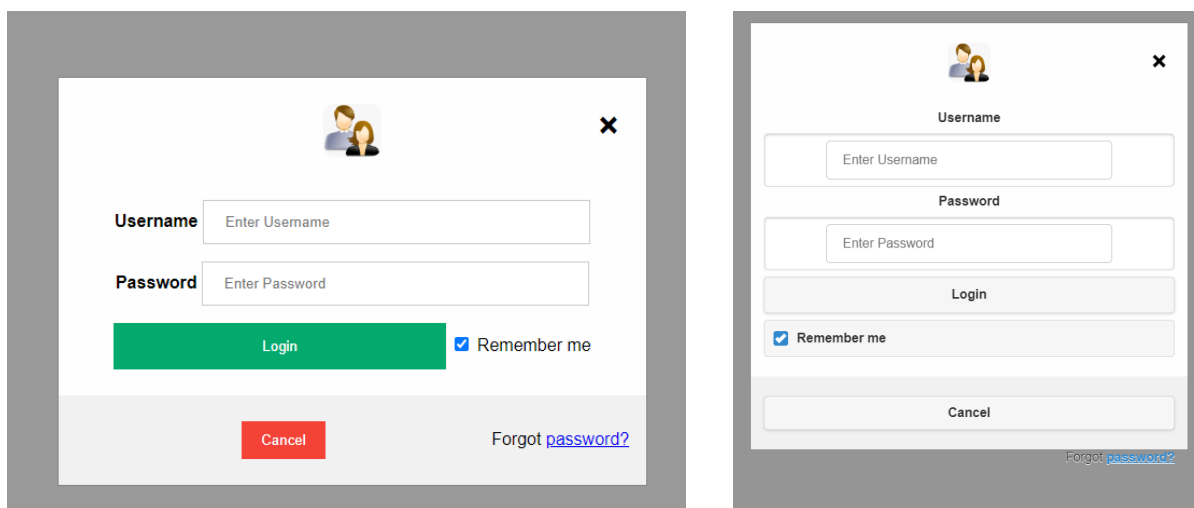 Username Enter Username
Password Enter Password
Login Remember me
Cancel Forgot password?
Username
Enter Username
Password
Enter Password
Login
Remember me
Cancel
Forgot password?